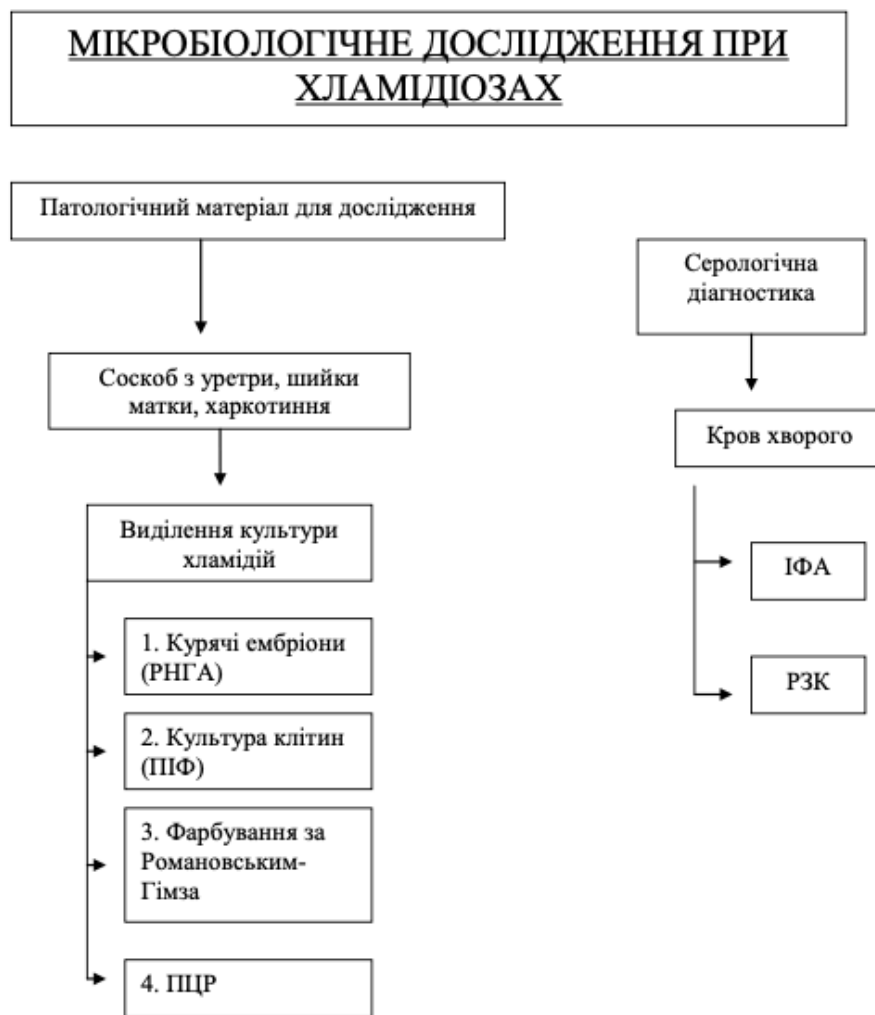 МІКРОБІОЛОГІЧНЕ ДОСЛІДЖЕННЯ ПРИ
ХЛАМІДІОЗАХ
Патологічний матеріал для дослідження
Соскоб з уретри, шийки
матки, харкотиння
Виділення культури
хламідій
1. Курячі ембріони
(РНГА)
2. Культура клітин
(ПІФ)
3. Фарбування за
Романовським-
Гімза
4. ПЦР
Серологічна
діагностика
Кров хворого
ІФА
РЗК